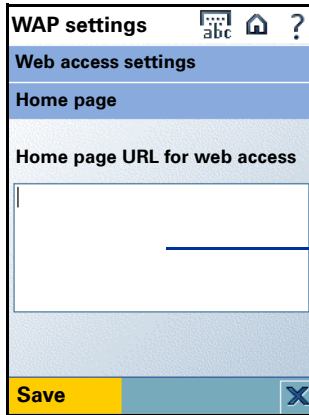 WAP settings abc ?
Web access settings
Home page
Home page URL for web access
Save X